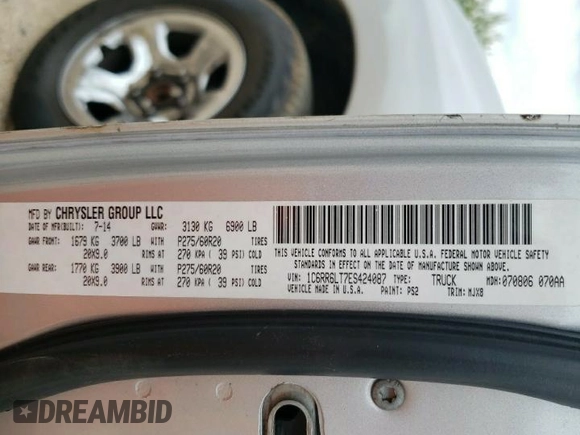 MFD BY CHRYSLER GROUP LLC
DATE OF MFR(BUILT): 7-14 GVWR: 3130 KG 6900 LB
GAWR FRONT: 1679 KG 3700 LB WITH P275/60R20 TIRES
20X9.0 RIMS AT 270 KPA ( 39 PSI) COLD
GAWR REAR: 1770 KG 3900 LB WITH P275/60R20 TIRES
20X9.0 RIMS AT 270 KPA ( 39 PSI) COLD
THIS VEHICLE CONFORMS TO ALL APPLICABLE U.S.A. FEDERAL MOTOR VEHICLE SAFETY
STANDARDS IN EFFECT ON THE DATE OF MANUFACTURE SHOWN ABOVE.
VIN: 1C6RR6LT7ES424087 TYPE: TRUCK MDH: 070806 070AA
VEHICLE MADE IN U.S.A. PAINT: PS2 TRIM: MJX8
DREAMBID